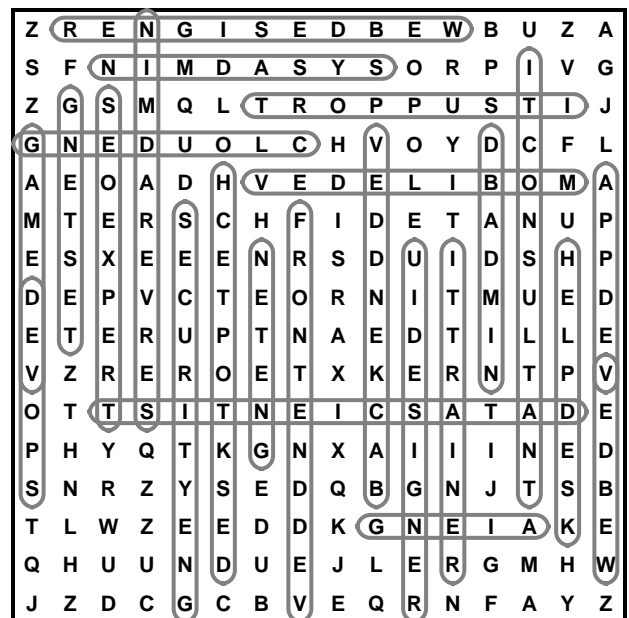 Z R E N G I S E D B E W B U Z A
S F N I M D A S Y S O R P I V G
Z G S M Q L T R O P P U S T I J
G N E D U O L C H V O Y D C F L
A E O A D H V E D E L I B O M A
M T E R S C H F I D E T A N U P
E S X E E E N R S D U I D S H P
D E P V C T E O R N I T M U E D
E T E R U P T N A E D T I L L E
V Z R E R O E T X K E R N T P V
O T T S I T N E I C S A T A D E
P H Y Q T K G N X A I I I N E D
S N R Z Y S E D Q B G N J T S B
T L W Z E E D D K G N E I A K E
Q H U U N D U E J L E R G M H W
J Z D C G C B V E Q R N F A Y Z